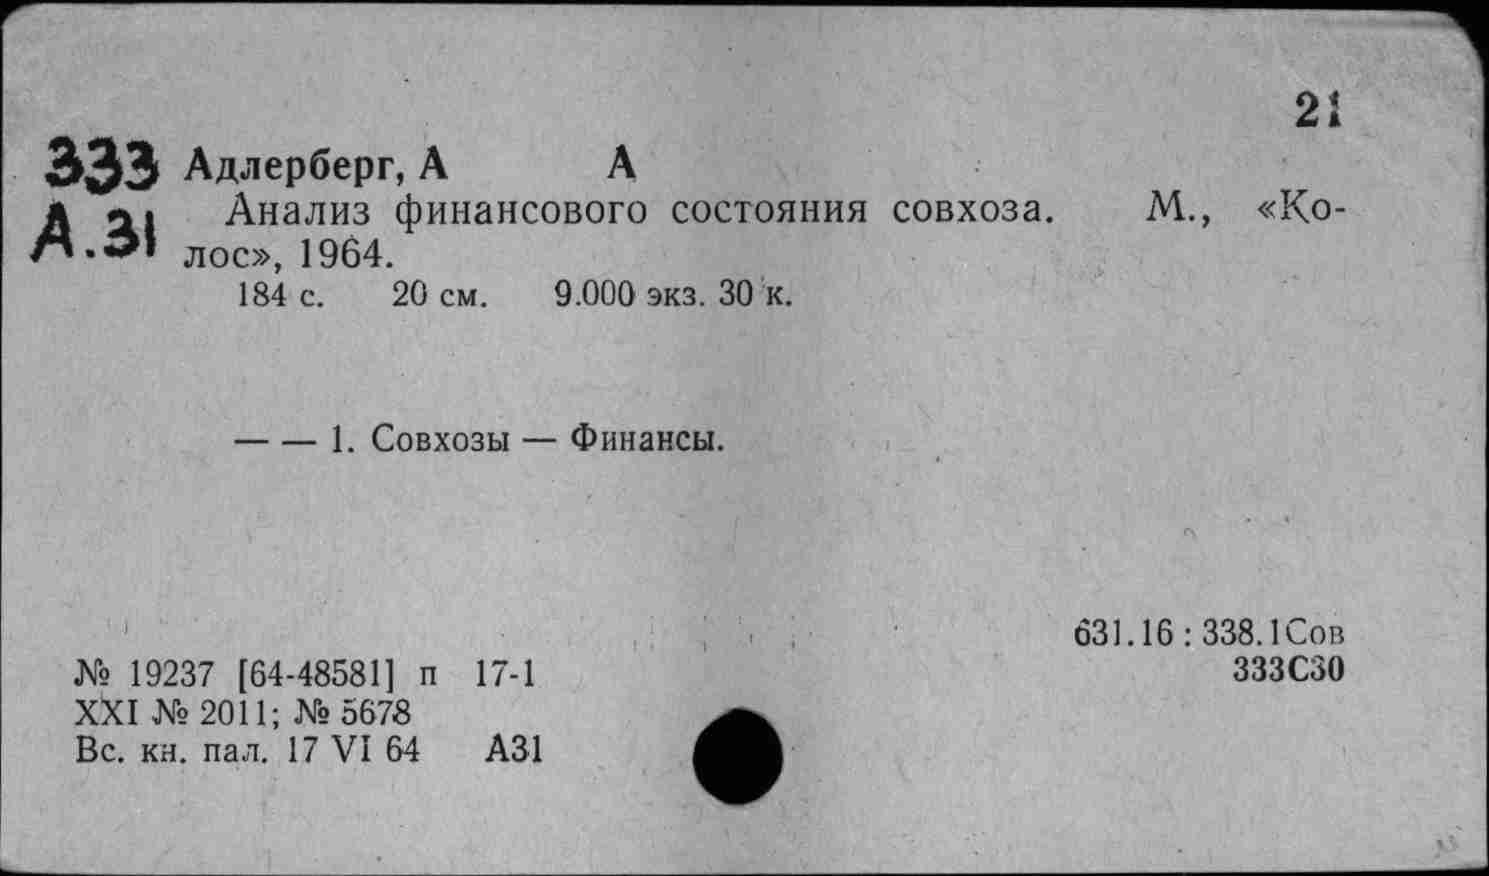 21
333 Адлерберг, А А
А.31 Анализ финансового состояния совхоза. М., «Ко-
лос», 1964.
184 с. 20 см. 9.000 экз. 30 к.
— — 1. Совхозы — Финансы.
631.16 : 338.1Сов
№ 19237 [64-48581] п 17-1 333С30
XXI № 2011; № 5678
Вс. кн. пал. 17 VI 64 А31